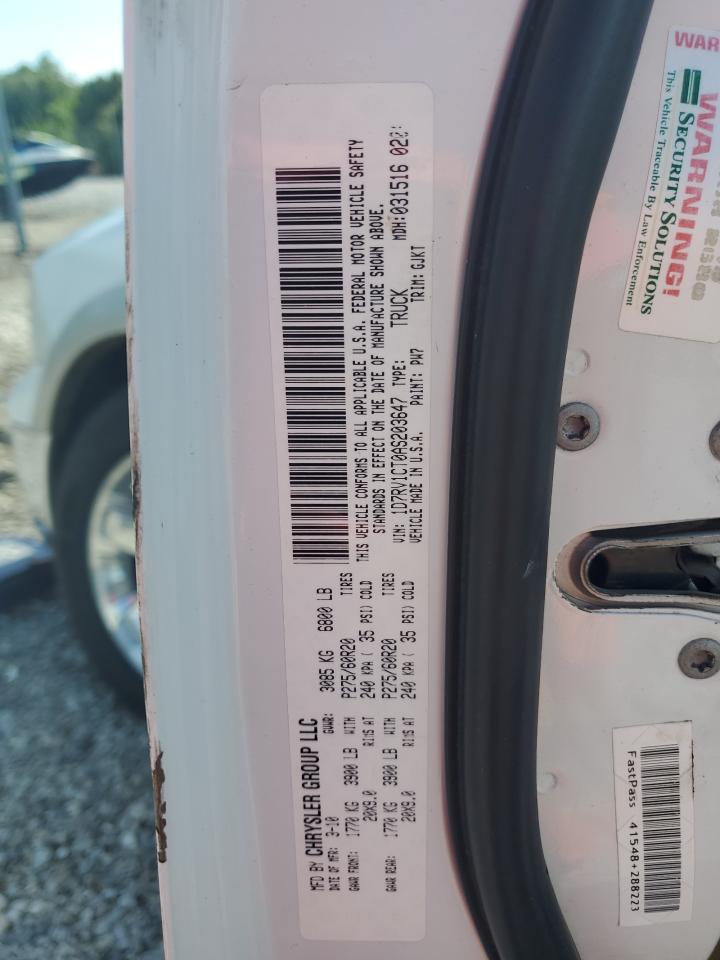 MFD BY CHRYSLER GROUP LLC
DATE OF MFR: 3-10 GVWR: 3085 KG 6800 LB
GAWR FRONT: 1770 KG 3900 LB WITH P275/60R20 TIRES
20X9.0 RIMS AT 240 KPA ( 35 PSI) COLD
GAWR REAR: 1770 KG 3900 LB WITH P275/60R20 TIRES
20X9.0 RIMS AT 240 KPA ( 35 PSI) COLD
THIS VEHICLE CONFORMS TO ALL APPLICABLE U.S.A. FEDERAL MOTOR VEHICLE SAFETY
STANDARDS IN EFFECT ON THE DATE OF MANUFACTURE SHOWN ABOVE.
VIN: 1D7RV1CT0AS203647 TYPE: TRUCK MDH:031516
VEHICLE MADE IN U.S.A. PAINT: PW7 TRIM: GJKT
WARNING!
SECURITY SOLUTIONS
This Vehicle Traceable By Law Enforcement
FastPass 41548+288223